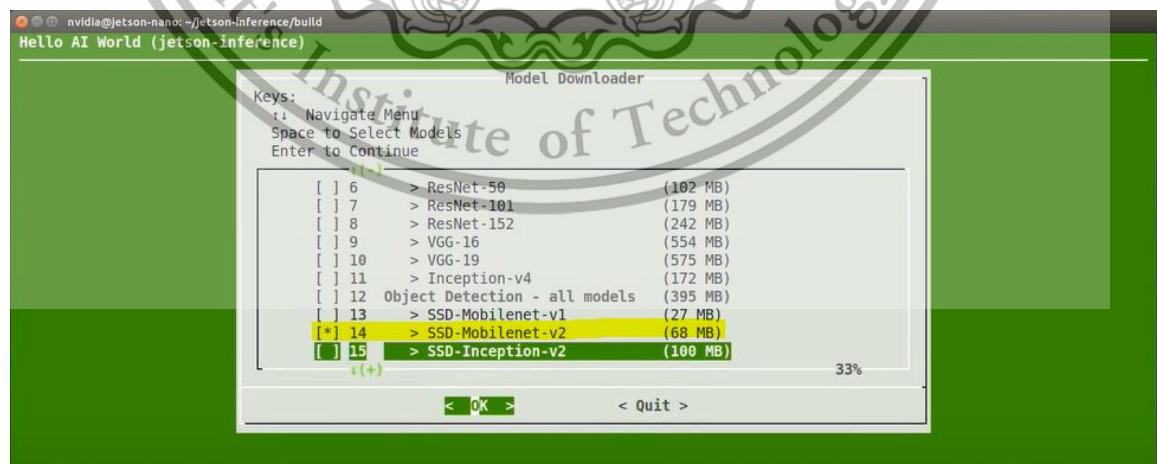 nvidia@jetson-nano: ~/jetson-inference/build
Hello AI World (jetson-inference)
Model Downloader
Keys:
↑↓ Navigate Menu
Space to Select Models
Enter to Continue
↑(-)
[ ] 6 > ResNet-50 (102 MB)
[ ] 7 > ResNet-101 (179 MB)
[ ] 8 > ResNet-152 (242 MB)
[ ] 9 > VGG-16 (554 MB)
[ ] 10 > VGG-19 (575 MB)
[ ] 11 > Inception-v4 (172 MB)
[ ] 12 Object Detection - all models (395 MB)
[ ] 13 > SSD-Mobilenet-v1 (27 MB)
[*] 14 > SSD-Mobilenet-v2 (68 MB)
[ ] 15 > SSD-Inception-v2 (100 MB)
↓(+) 33%
< OK > < Quit >
Institute of Technology